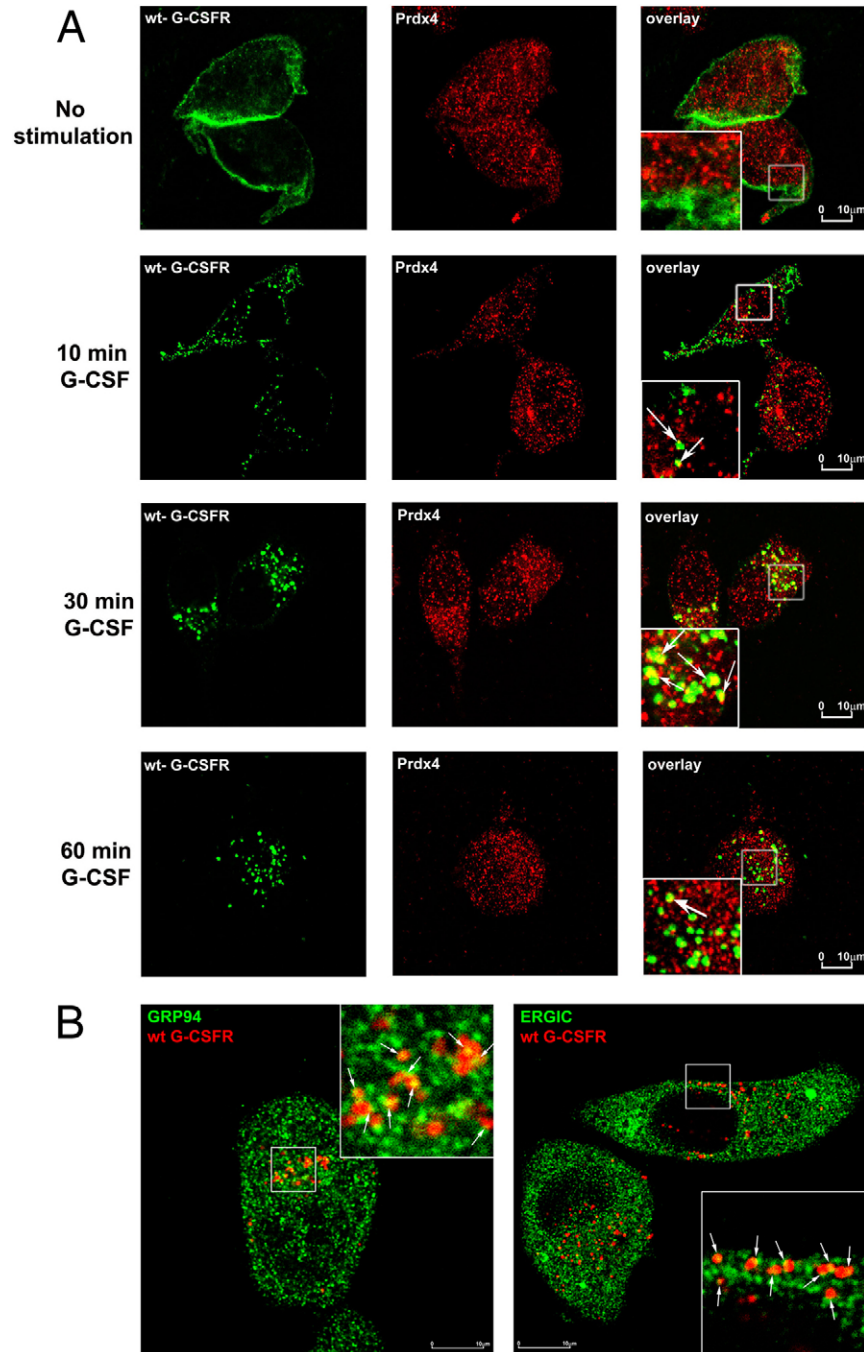 A
wt- G-CSFR
Prdx4
overlay
No
stimulation
0 10µm
wt- G-CSFR
Prdx4
overlay
10 min
G-CSF
0 10µm
wt- G-CSFR
Prdx4
overlay
30 min
G-CSF
0 10µm
wt- G-CSFR
Prdx4
overlay
60 min
G-CSF
0 10µm
B
GRP94
wt G-CSFR
10µm
ERGIC
wt G-CSFR
10µm